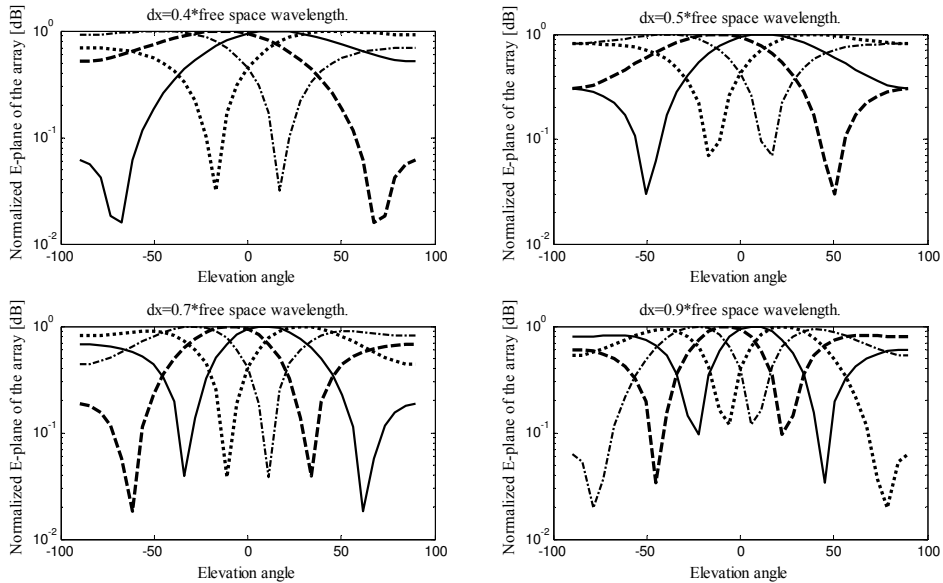 dx=0.4*free space wavelength.
Normalized E-plane of the array [dB]
10^0
10^-1
10^-2
-100 -50 0 50 100
Elevation angle
dx=0.5*free space wavelength.
Normalized E-plane of the array [dB]
10^0
10^-1
10^-2
-100 -50 0 50 100
Elevation angle
dx=0.7*free space wavelength.
Normalized E-plane of the array [dB]
10^0
10^-1
10^-2
-100 -50 0 50 100
Elevation angle
dx=0.9*free space wavelength.
Normalized E-plane of the array [dB]
10^0
10^-1
10^-2
-100 -50 0 50 100
Elevation angle